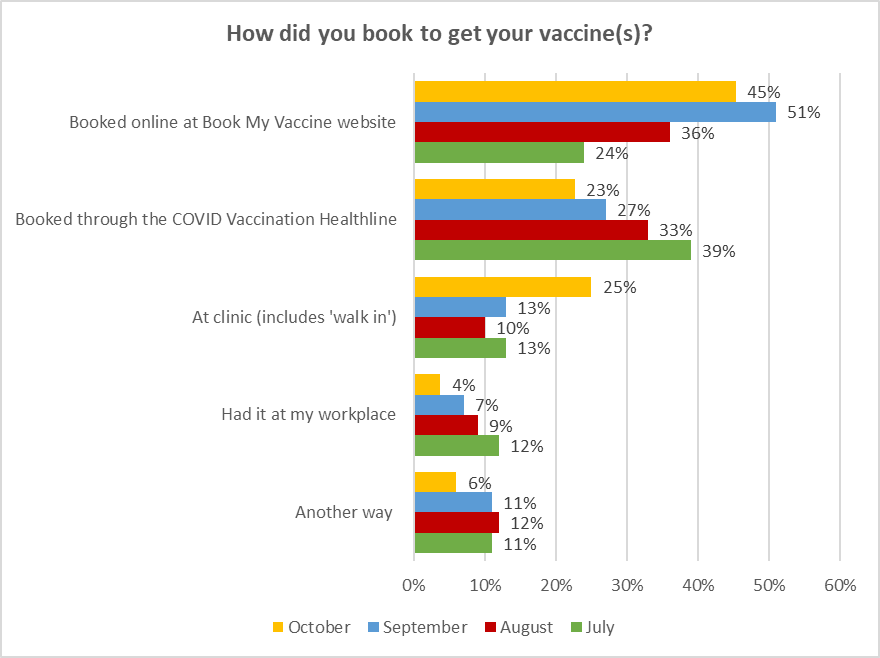 How did you book to get your vaccine(s)?
Booked online at Book My Vaccine website
45%
51%
36%
24%
Booked through the COVID Vaccination Healthline
23%
27%
33%
39%
At clinic (includes 'walk in')
25%
13%
10%
13%
Had it at my workplace
4%
7%
9%
12%
Another way
6%
11%
12%
11%
0% 10% 20% 30% 40% 50% 60%
October September August July